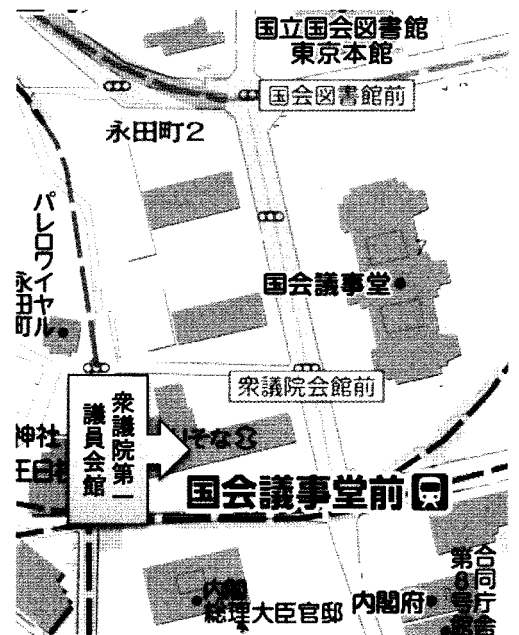 国立国会図書館
東京本館
国会図書館前
永田町2
パレロワイヤル
永田町
国会議事堂
衆議院会館前
衆議院第一
議員会館
りそな
神社
国会議事堂前
内閣
総理大臣官邸
内閣府
合同庁舎
第8号館